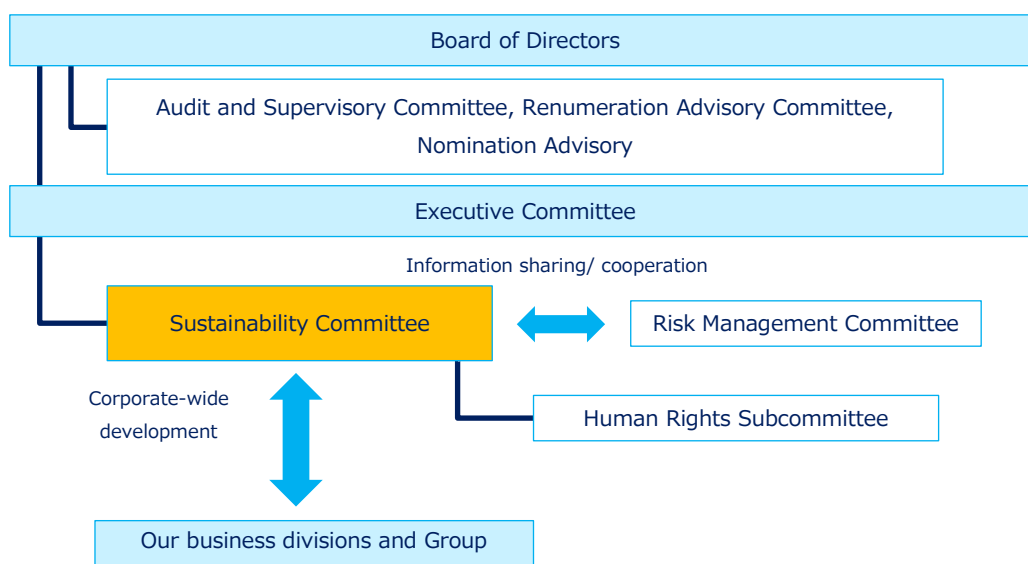 Board of Directors
Audit and Supervisory Committee, Renumeration Advisory Committee,
Nomination Advisory
Executive Committee
Information sharing/ cooperation
Sustainability Committee
Risk Management Committee
Corporate-wide
development
Human Rights Subcommittee
Our business divisions and Group